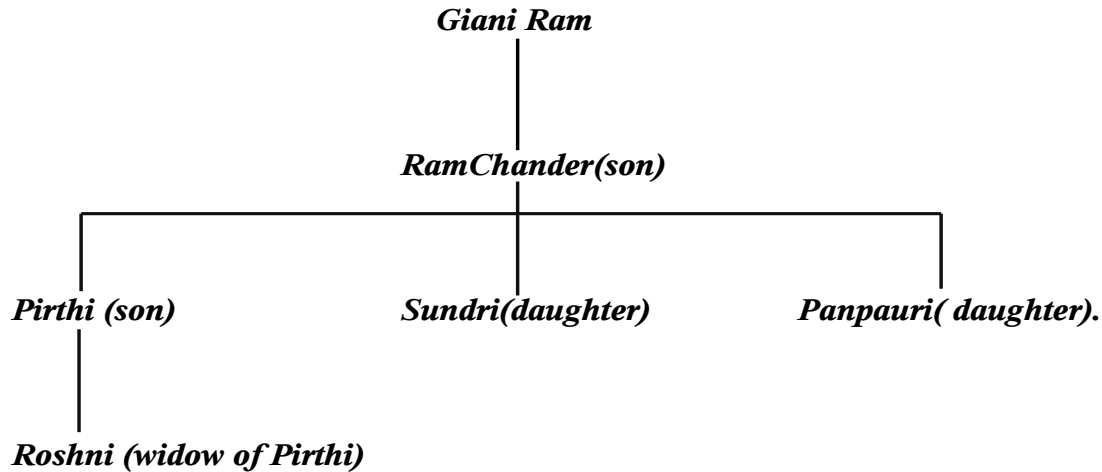 Giani Ram
RamChander(son)
Pirthi (son) Sundri(daughter) Panpauri( daughter).
Roshni (widow of Pirthi)